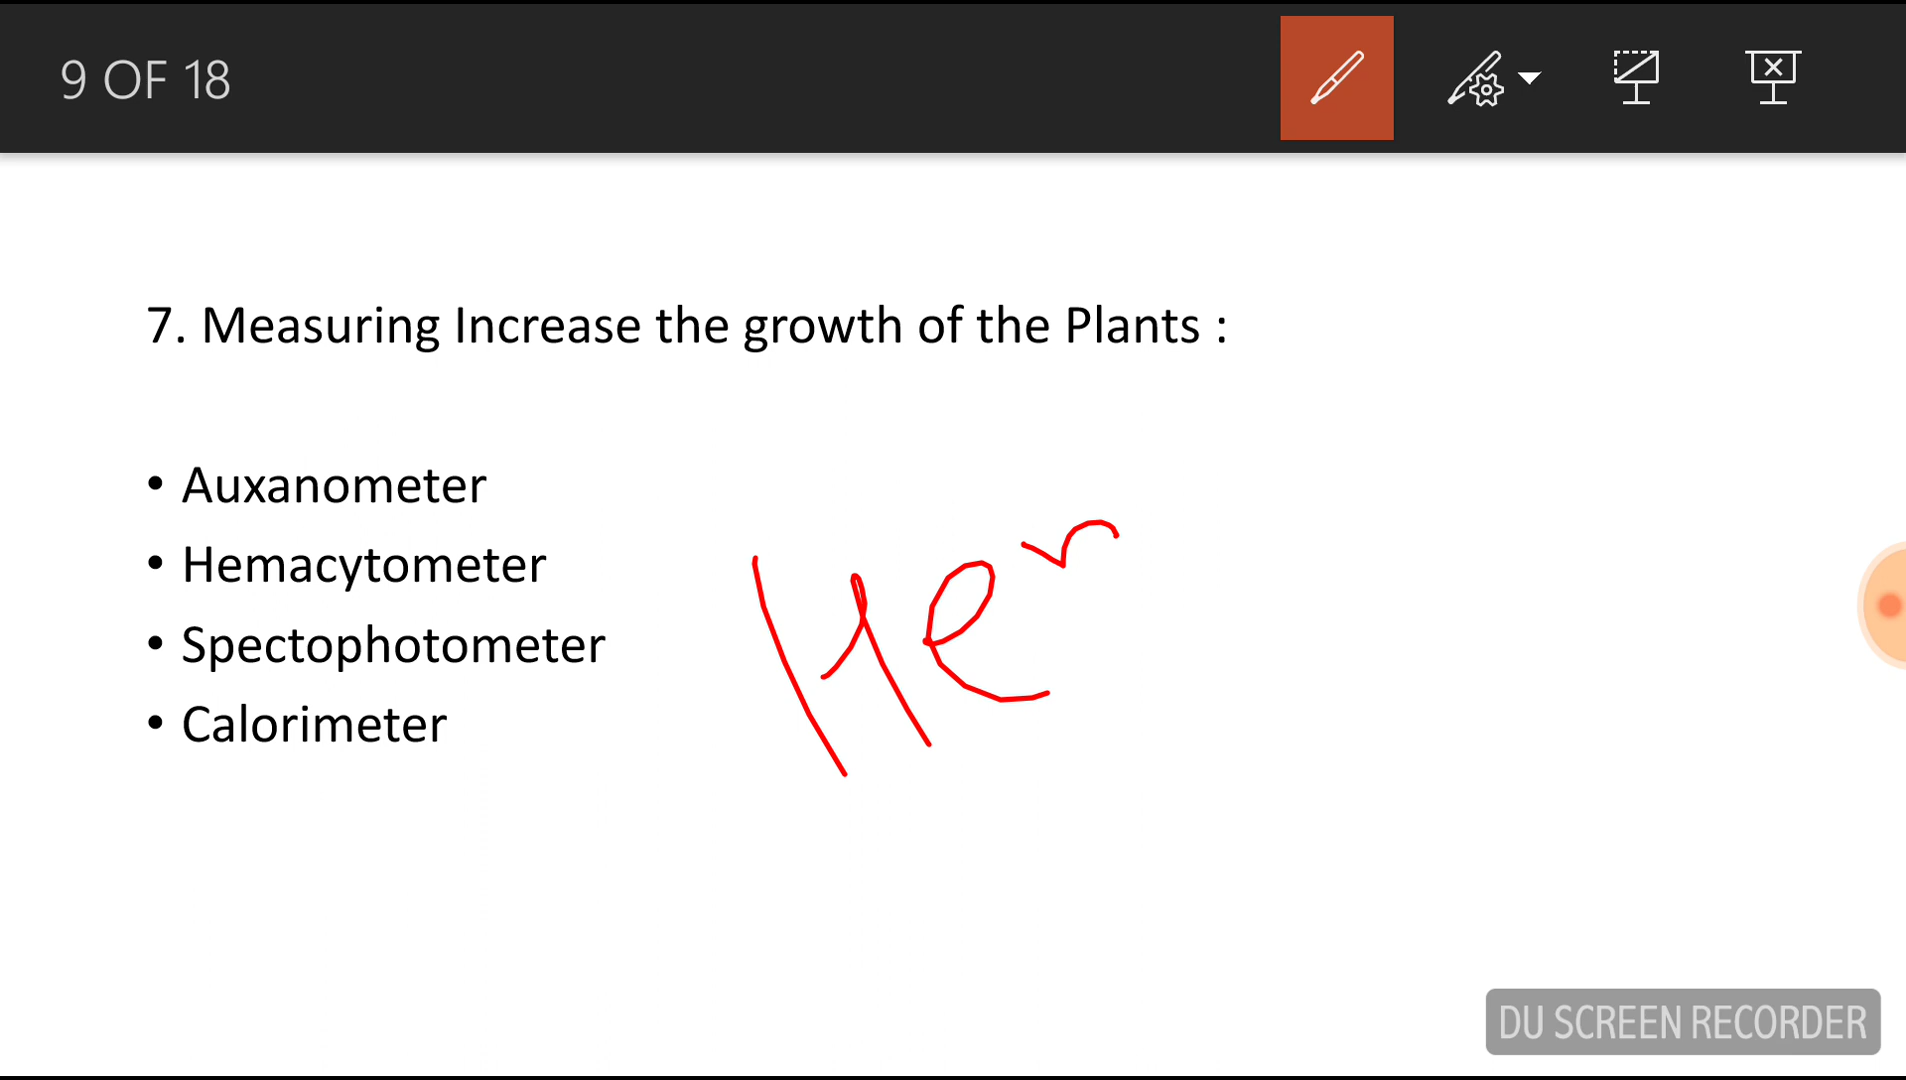 9 OF 18
7. Measuring Increase the growth of the Plants :
• Auxanometer
• Hemacytometer
• Spectophotometer
• Calorimeter
Her
DU SCREEN RECORDER